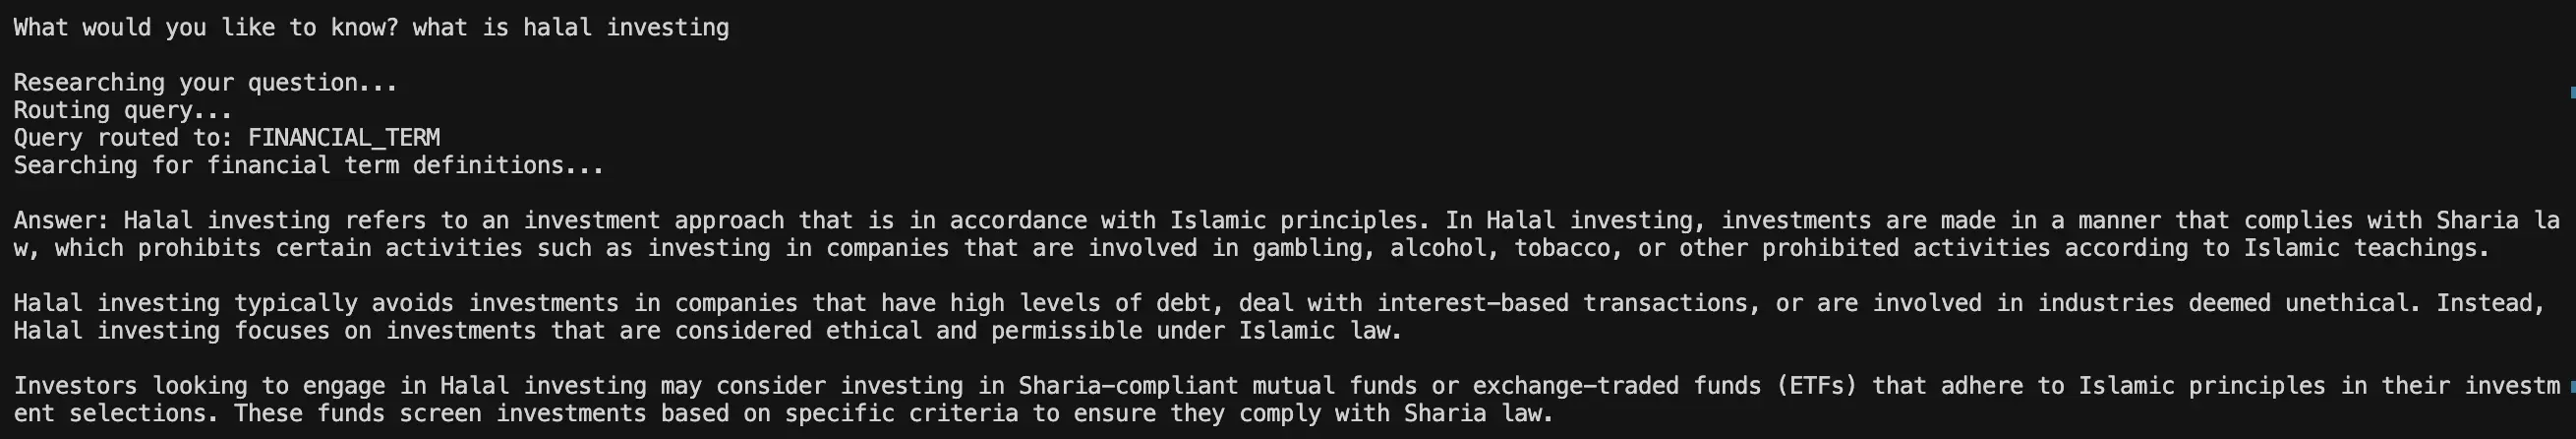 What would you like to know? what is halal investing
Researching your question...
Routing query...
Query routed to: FINANCIAL_TERM
Searching for financial term definitions...
Answer: Halal investing refers to an investment approach that is in accordance with Islamic principles. In Halal investing, investments are made in a manner that complies with Sharia la
w, which prohibits certain activities such as investing in companies that are involved in gambling, alcohol, tobacco, or other prohibited activities according to Islamic teachings.
Halal investing typically avoids investments in companies that have high levels of debt, deal with interest-based transactions, or are involved in industries deemed unethical. Instead,
Halal investing focuses on investments that are considered ethical and permissible under Islamic law.
Investors looking to engage in Halal investing may consider investing in Sharia-compliant mutual funds or exchange-traded funds (ETFs) that adhere to Islamic principles in their investm
ent selections. These funds screen investments based on specific criteria to ensure they comply with Sharia law.